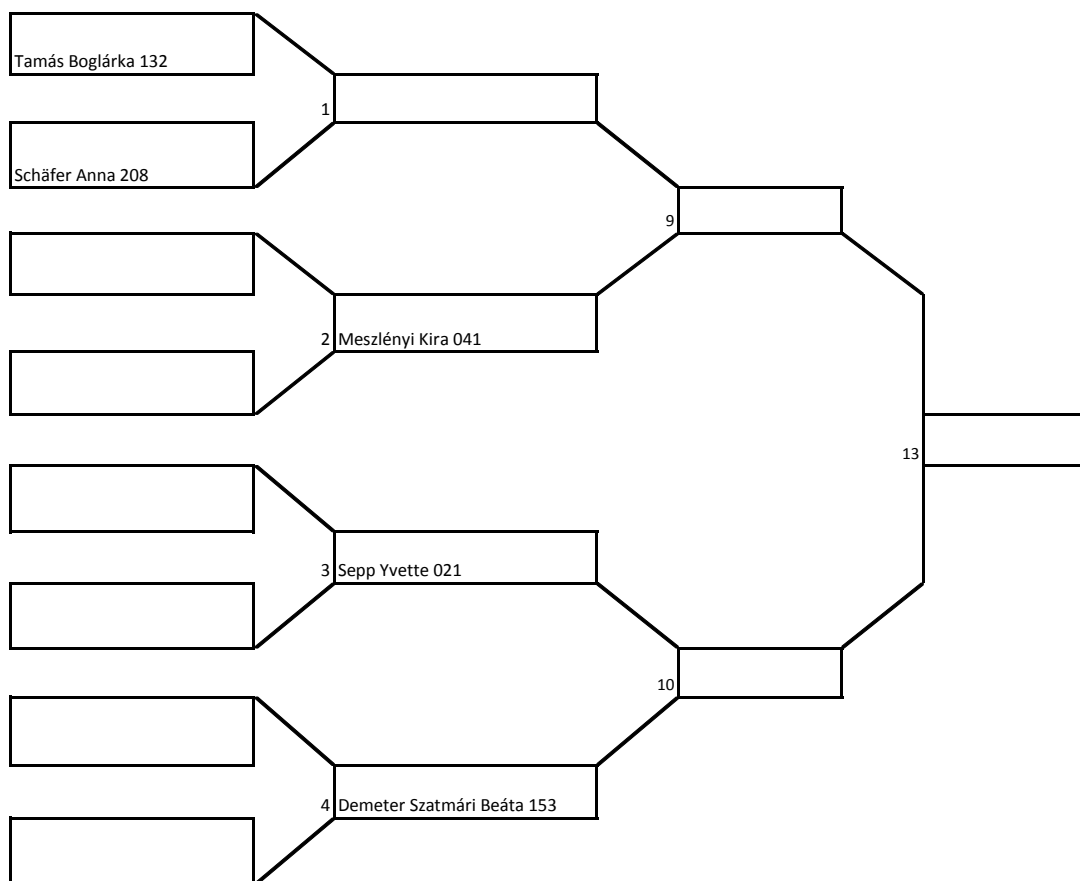 Tamás Boglárka 132
1
Schäfer Anna 208
9
2 Meszlényi Kira 041
13
3 Sepp Yvette 021
10
4 Demeter Szatmári Beáta 153